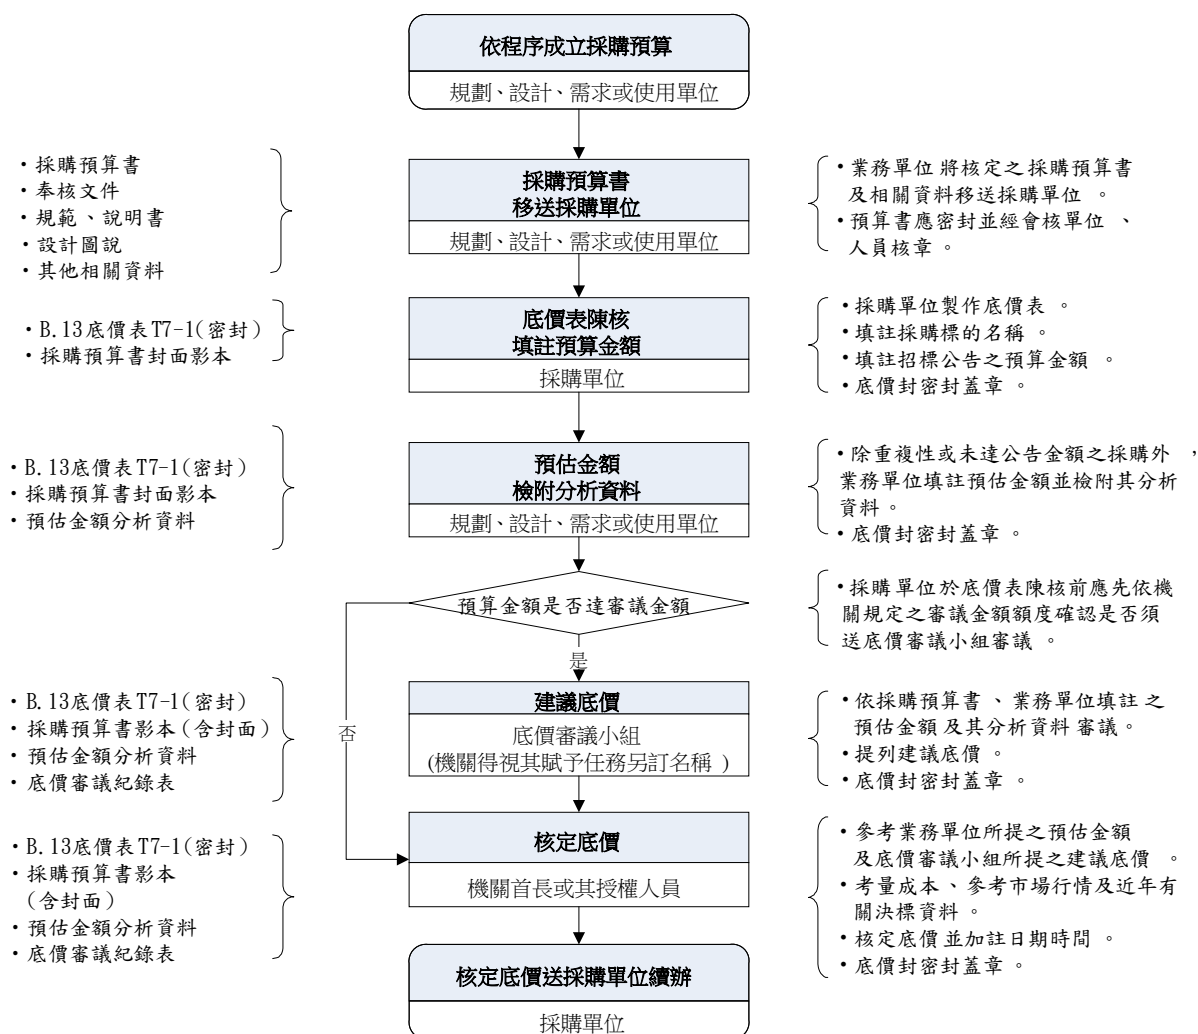 依程序成立採購預算
規劃、設計、需求或使用單位
・採購預算書
・奉核文件
・規範、說明書
・設計圖說
・其他相關資料
採購預算書
移送採購單位
規劃、設計、需求或使用單位
・業務單位將核定之採購預算書
及相關資料移送採購單位。
・預算書應密封並經會核單位、
人員核章。
・B.13底價表T7-1(密封)
・採購預算書封面影本
底價表陳核
填註預算金額
採購單位
・採購單位製作底價表。
・填註採購標的名稱。
・填註招標公告之預算金額。
・底價封密封蓋章。
・B.13底價表T7-1(密封)
・採購預算書封面影本
・預估金額分析資料
預估金額
檢附分析資料
規劃、設計、需求或使用單位
・除重複性或未達公告金額之採購外，
業務單位填註預估金額並檢附其分析
資料。
・底價封密封蓋章。
預算金額是否達審議金額
・採購單位於底價表陳核前應先依機
關規定之審議金額額度確認是否須
送底價審議小組審議。
是
否
・B.13底價表T7-1(密封)
・採購預算書影本(含封面)
・預估金額分析資料
・底價審議紀錄表
建議底價
底價審議小組
(機關得視其賦予任務另訂名稱)
・依採購預算書、業務單位填註之
預估金額及其分析資料審議。
・提列建議底價。
・底價封密封蓋章。
・B.13底價表T7-1(密封)
・採購預算書影本
(含封面)
・預估金額分析資料
・底價審議紀錄表
核定底價
機關首長或其授權人員
・參考業務單位所提之預估金額
及底價審議小組所提之建議底價。
・考量成本、參考市場行情及近年有
關決標資料。
・核定底價並加註日期時間。
・底價封密封蓋章。
核定底價送採購單位續辦
採購單位